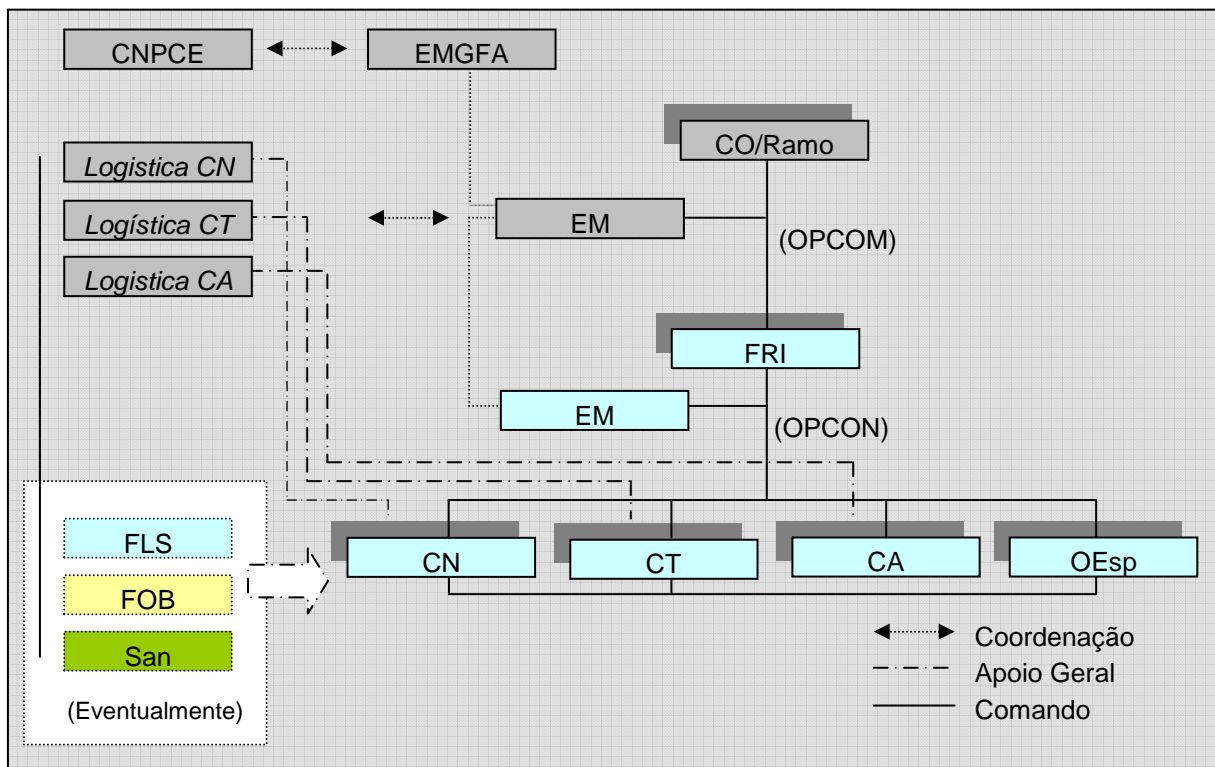 CNPCE
EMGFA
CO/Ramo
Logistica CN
Logística CT
EM
(OPCOM)
Logistica CA
FRI
EM
(OPCON)
FLS
FOB
San
(Eventualmente)
CN
CT
CA
OEsp
Coordenação
Apoio Geral
Comando